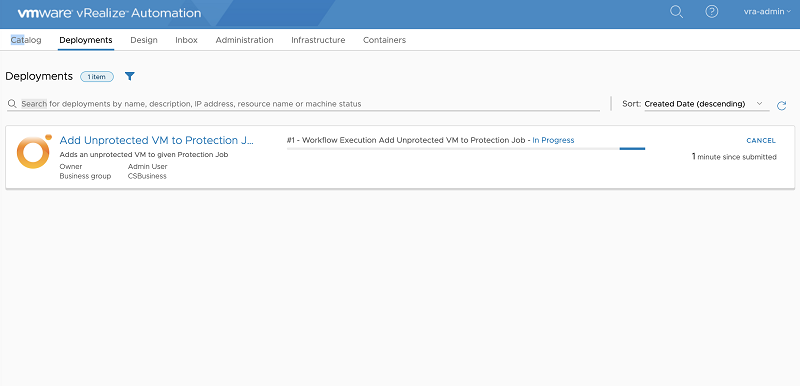 vmware vRealize Automation
vra-admin
Catalog Deployments Design Inbox Administration Infrastructure Containers
Deployments 1 item
Search for deployments by name, description, IP address, resource name or machine status
Sort: Created Date (descending)
Add Unprotected VM to Protection J...
Adds an unprotected VM to given Protection Job
Owner Admin User
Business group CSBusiness
#1 - Workflow Execution Add Unprotected VM to Protection Job - In Progress
CANCEL
1 minute since submitted